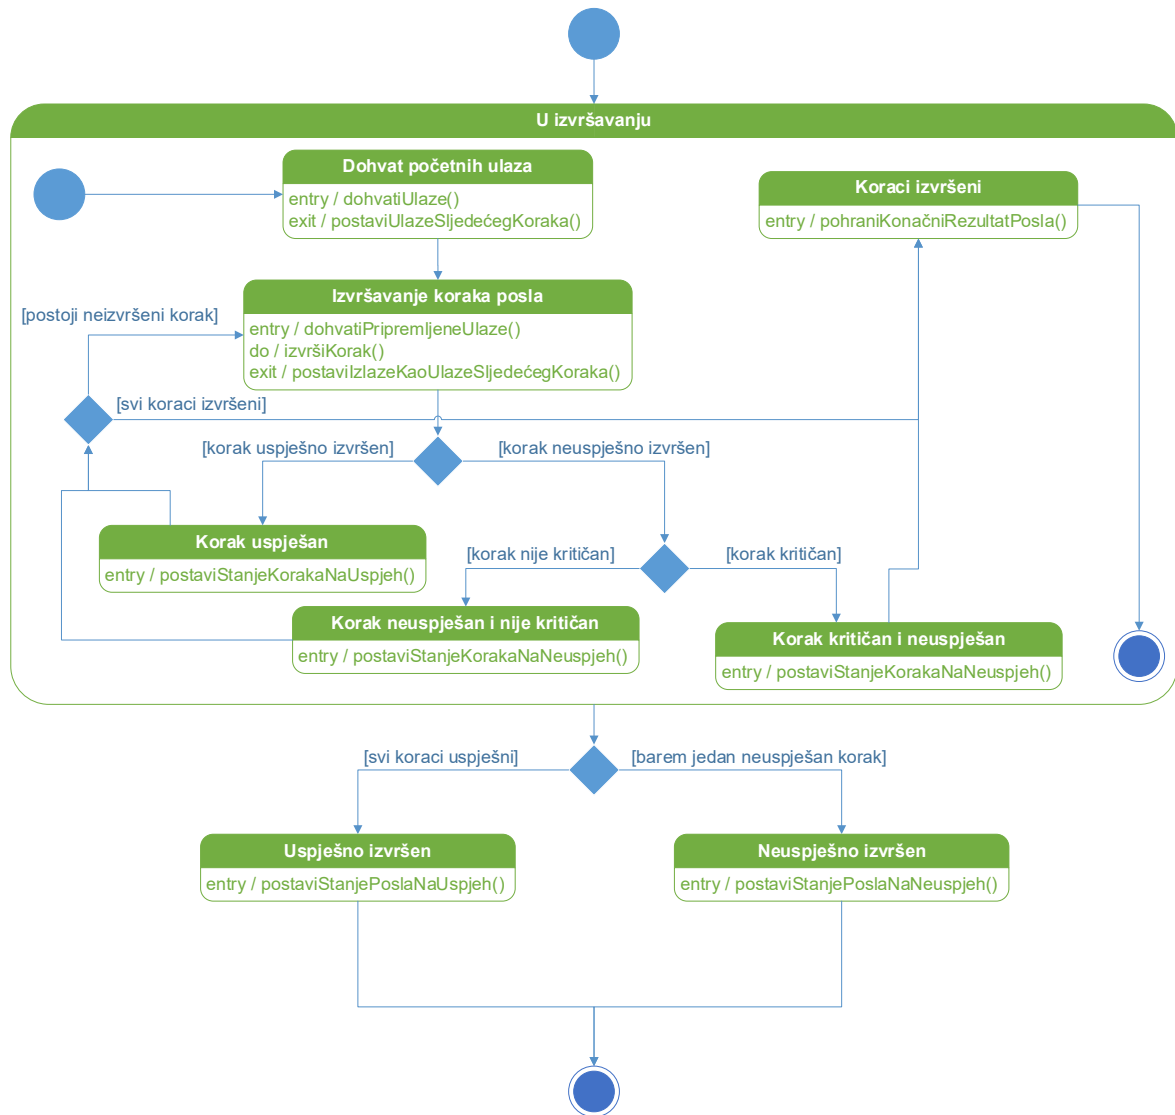 U izvršavanju
Dohvat početnih ulaza
entry / dohvatiUlaze()
exit / postaviUlazeSljedećegKoraka()
Koraci izvršeni
entry / pohraniKonačniRezultatPosla()
Izvršavanje koraka posla
entry / dohvatiPripremljeneUlaze()
do / izvršiKorak()
exit / postaviIzlazeKaoUlazeSljedećegKoraka()
[postoji neizvršeni korak]
[svi koraci izvršeni]
[korak uspješno izvršen]
[korak neuspješno izvršen]
Korak uspješan
entry / postaviStanjeKorakaNaUspjeh()
[korak nije kritičan]
[korak kritičan]
Korak neuspješan i nije kritičan
entry / postaviStanjeKorakaNaNeuspjeh()
Korak kritičan i neuspješan
entry / postaviStanjeKorakaNaNeuspjeh()
[svi koraci uspješni]
[barem jedan neuspješan korak]
Uspješno izvršen
entry / postaviStanjePoslaNaUspjeh()
Neuspješno izvršen
entry / postaviStanjePoslaNaNeuspjeh()